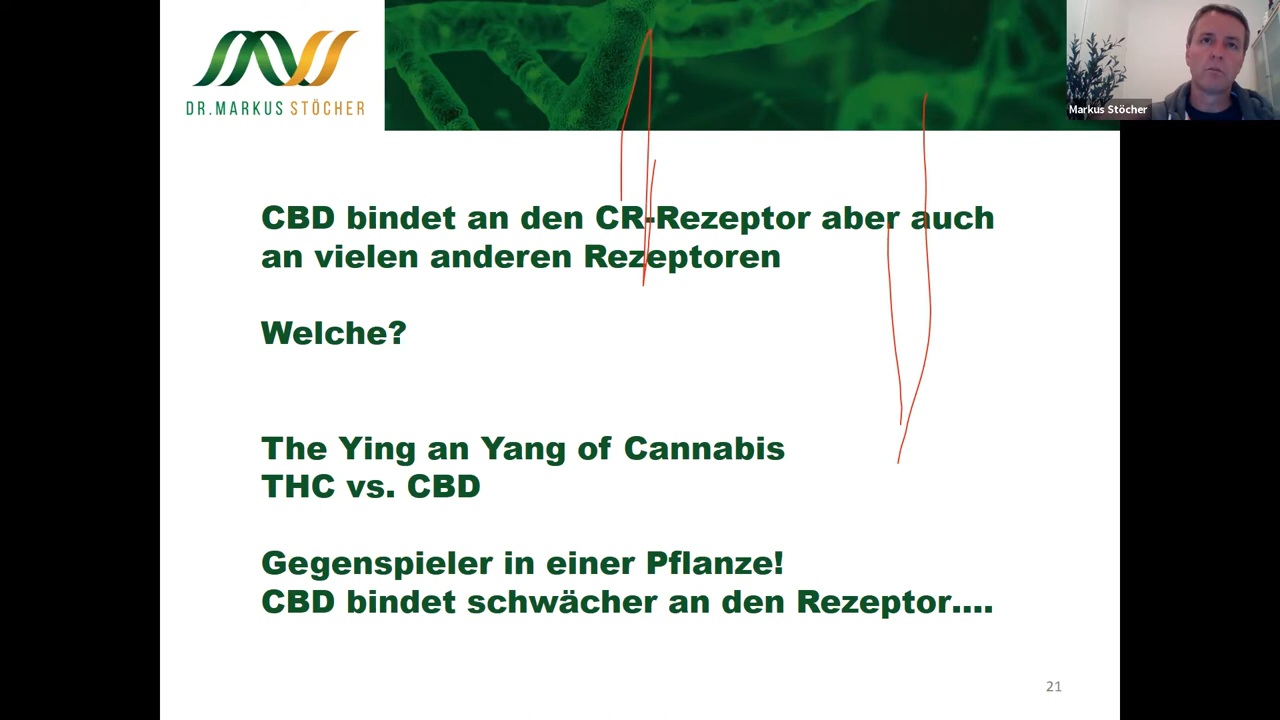 DR.MARKUS STÖCHER
Markus Stöcher
CBD bindet an den CR-Rezeptor aber auch
an vielen anderen Rezeptoren
Welche?
The Ying an Yang of Cannabis
THC vs. CBD
Gegenspieler in einer Pflanze!
CBD bindet schwächer an den Rezeptor....
21